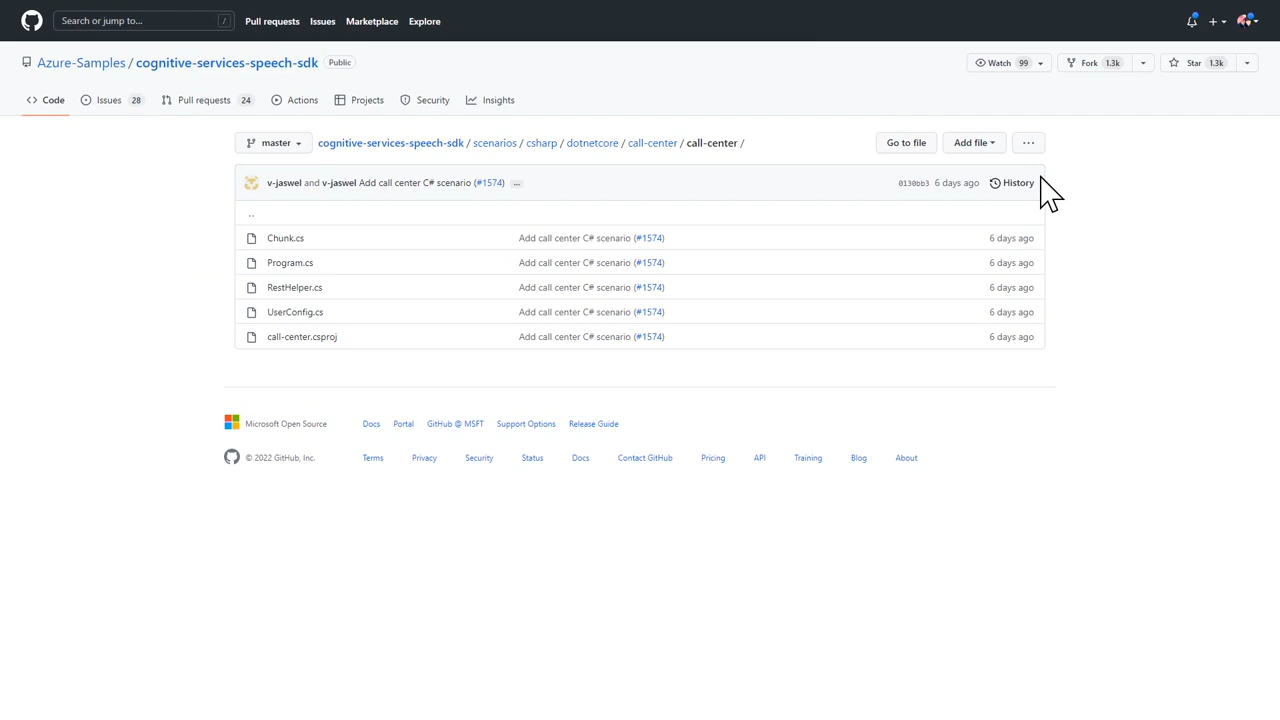 Search or jump to... /
Pull requests Issues Marketplace Explore
Azure-Samples / cognitive-services-speech-sdk Public
Watch 99 Fork 1.3k Star 1.3k
Code Issues 28 Pull requests 24 Actions Projects Security Insights
master cognitive-services-speech-sdk / scenarios / csharp / dotnetcore / call-center / call-center / Go to file Add file ...
v-jaswel and v-jaswel Add call center C# scenario (#1574) ... 0130bb3 6 days ago History
..
Chunk.cs Add call center C# scenario (#1574) 6 days ago
Program.cs Add call center C# scenario (#1574) 6 days ago
RestHelper.cs Add call center C# scenario (#1574) 6 days ago
UserConfig.cs Add call center C# scenario (#1574) 6 days ago
call-center.csproj Add call center C# scenario (#1574) 6 days ago
Microsoft Open Source Docs Portal GitHub @ MSFT Support Options Release Guide
© 2022 GitHub, Inc. Terms Privacy Security Status Docs Contact GitHub Pricing API Training Blog About